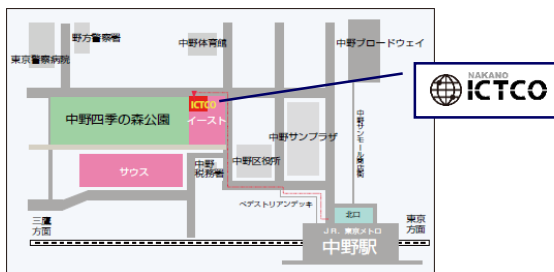 野方警察署
東京警察病院
中野体育館
中野ブロードウェイ
NAKANO
ICTCO
ICTCO
イースト
中野四季の森公園
中野サンプラザ
中野サンモール商店街
サウス
中野
税務署
中野区役所
ペデストリアンデッキ
北口
三鷹
方面
東京
方面
JR、東京メトロ
中野駅